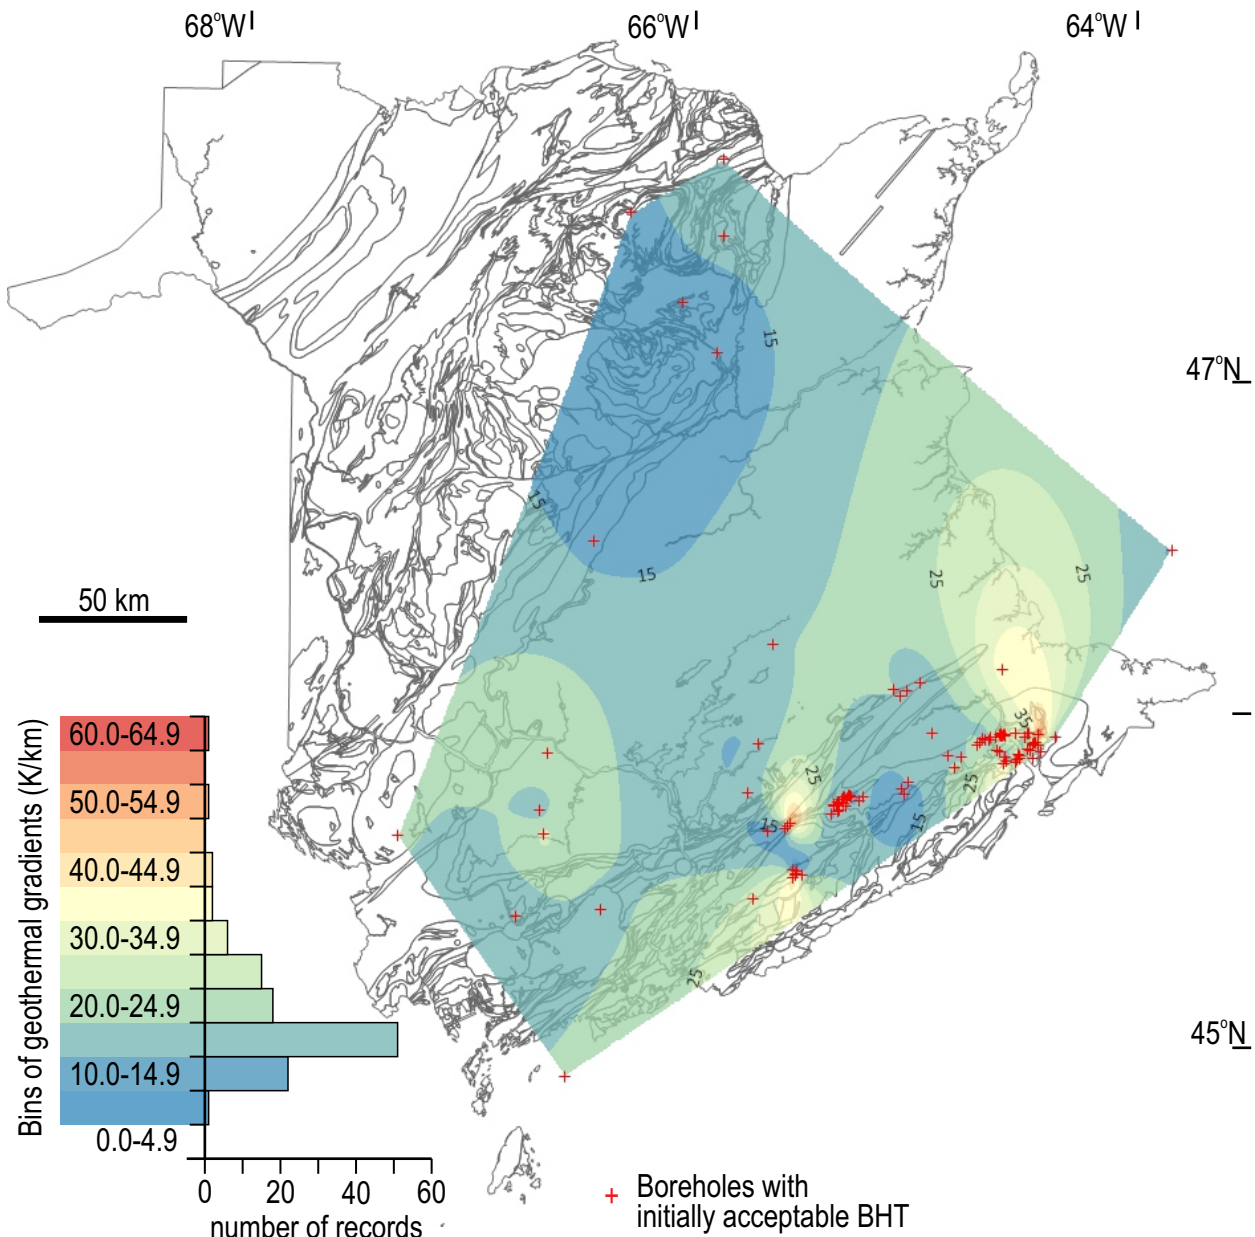 68°W
66°W
64°W
15
47°N
15
15
25
25
50 km
35
25
25
15
15
25
Bins of geothermal gradients (K/km)
60.0-64.9
50.0-54.9
40.0-44.9
30.0-34.9
20.0-24.9
10.0-14.9
0.0-4.9
45°N
0 20 40 60
number of records
Boreholes with
initially acceptable BHT